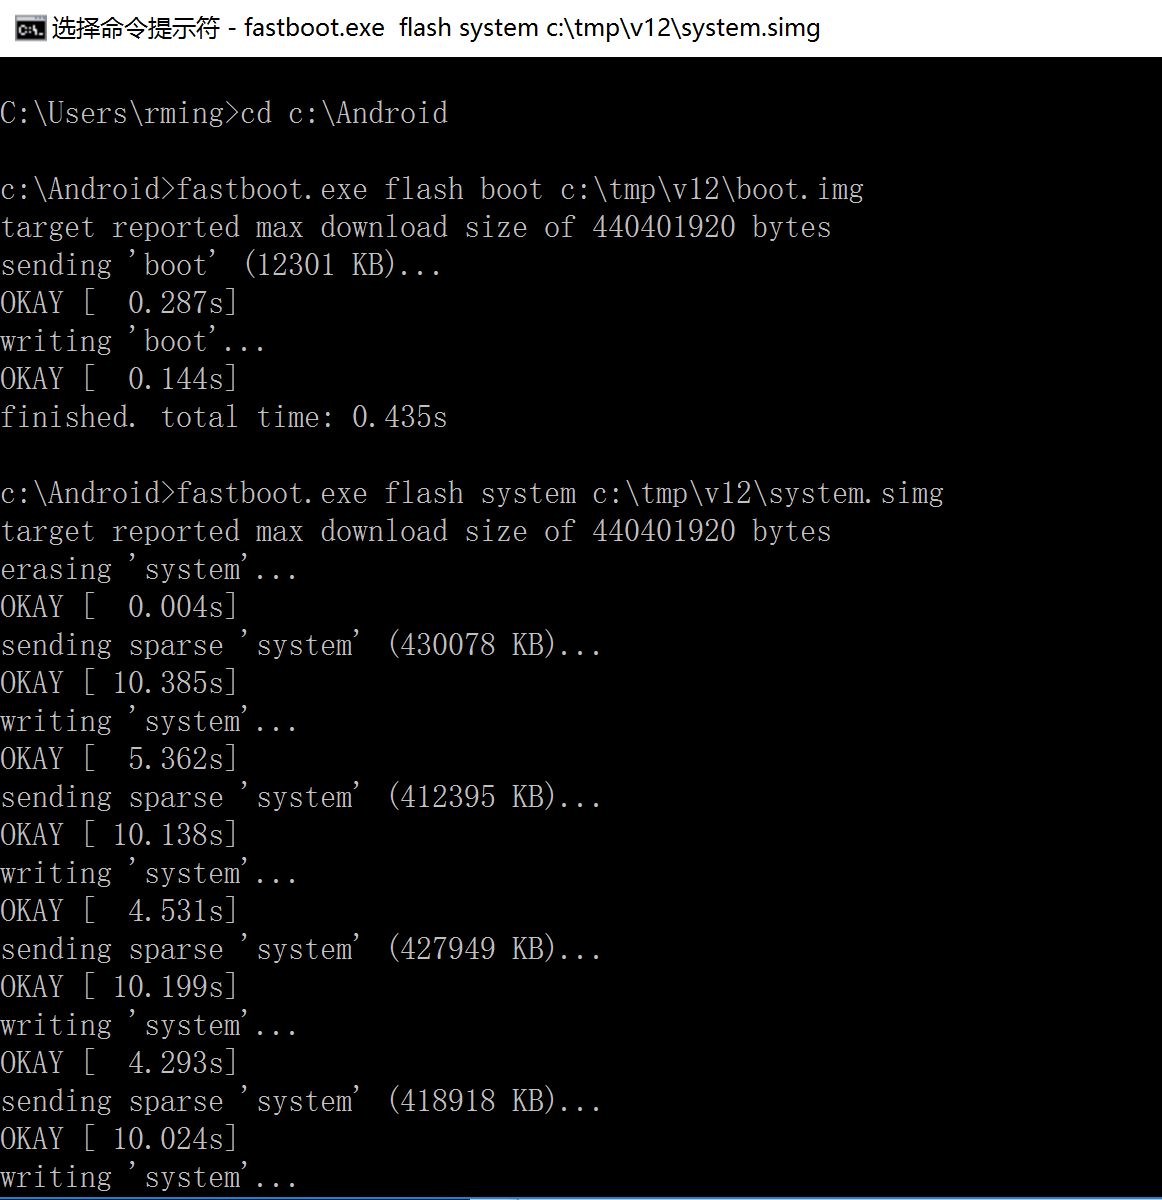 选择命令提示符 - fastboot.exe  flash system c:\tmp\v12\system.simg
C:\Users\rming>cd c:\Android
c:\Android>fastboot.exe flash boot c:\tmp\v12\boot.img
target reported max download size of 440401920 bytes
sending 'boot' (12301 KB)...
OKAY [  0.287s]
writing 'boot'...
OKAY [  0.144s]
finished. total time: 0.435s
c:\Android>fastboot.exe flash system c:\tmp\v12\system.simg
target reported max download size of 440401920 bytes
erasing 'system'...
OKAY [  0.004s]
sending sparse 'system' (430078 KB)...
OKAY [ 10.385s]
writing 'system'...
OKAY [  5.362s]
sending sparse 'system' (412395 KB)...
OKAY [ 10.138s]
writing 'system'...
OKAY [  4.531s]
sending sparse 'system' (427949 KB)...
OKAY [ 10.199s]
writing 'system'...
OKAY [  4.293s]
sending sparse 'system' (418918 KB)...
OKAY [ 10.024s]
writing 'system'...